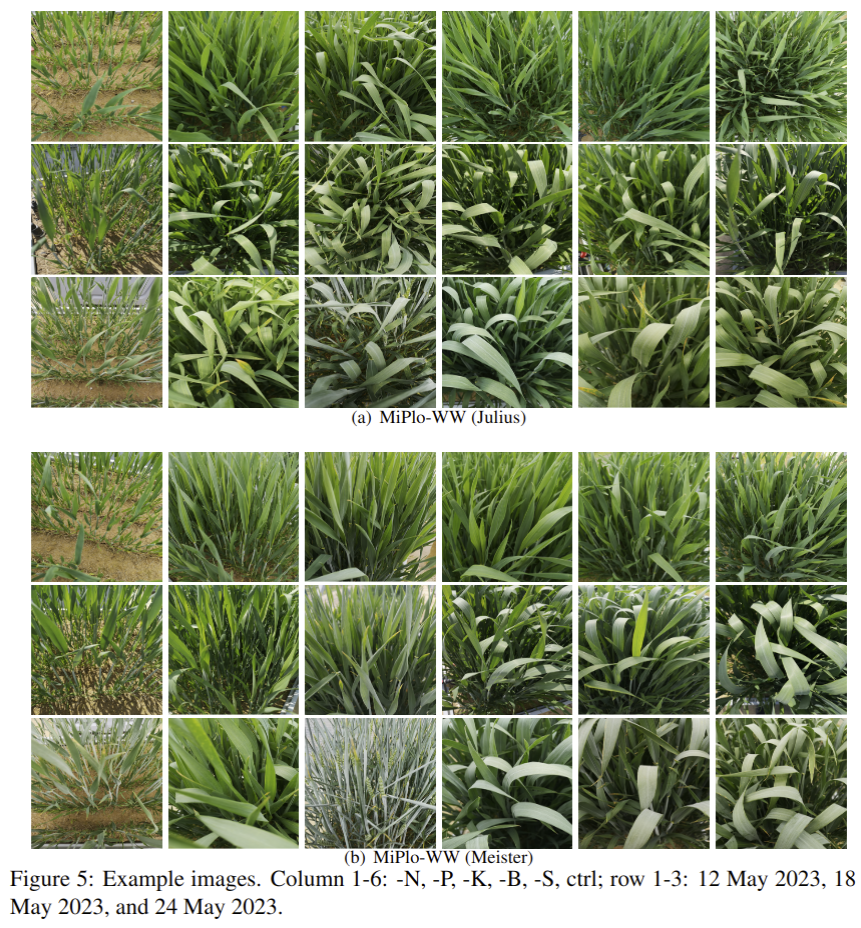 (a) MiPlo-WW (Julius)
(b) MiPlo-WW (Meister)
Figure 5: Example images. Column 1-6: -N, -P, -K, -B, -S, ctrl; row 1-3: 12 May 2023, 18
May 2023, and 24 May 2023.